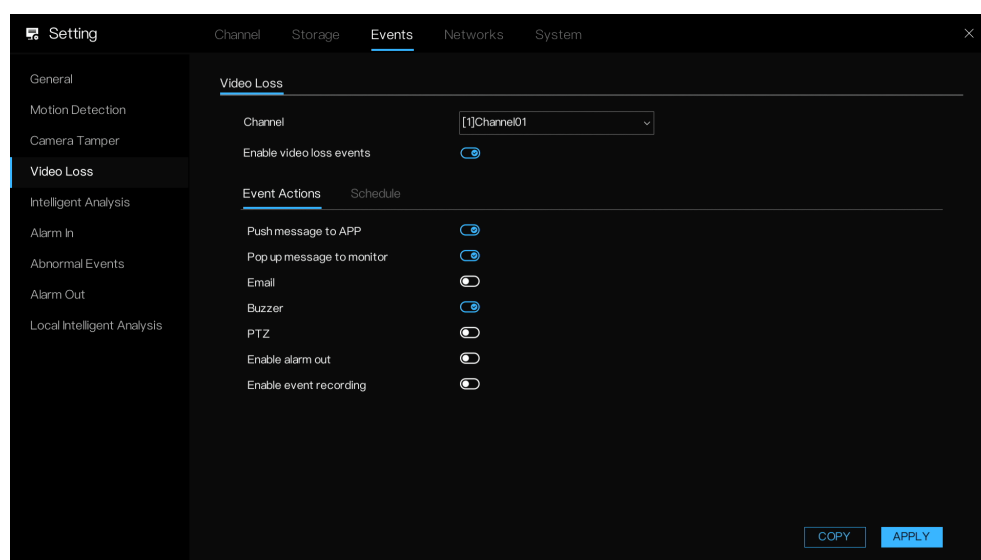 Setting
Channel Storage Events Networks System
General
Motion Detection
Camera Tamper
Video Loss
Intelligent Analysis
Alarm In
Abnormal Events
Alarm Out
Local Intelligent Analysis
Video Loss
Channel [1]Channel01
Enable video loss events
Event Actions Schedule
Push message to APP
Pop up message to monitor
Email
Buzzer
PTZ
Enable alarm out
Enable event recording
COPY APPLY